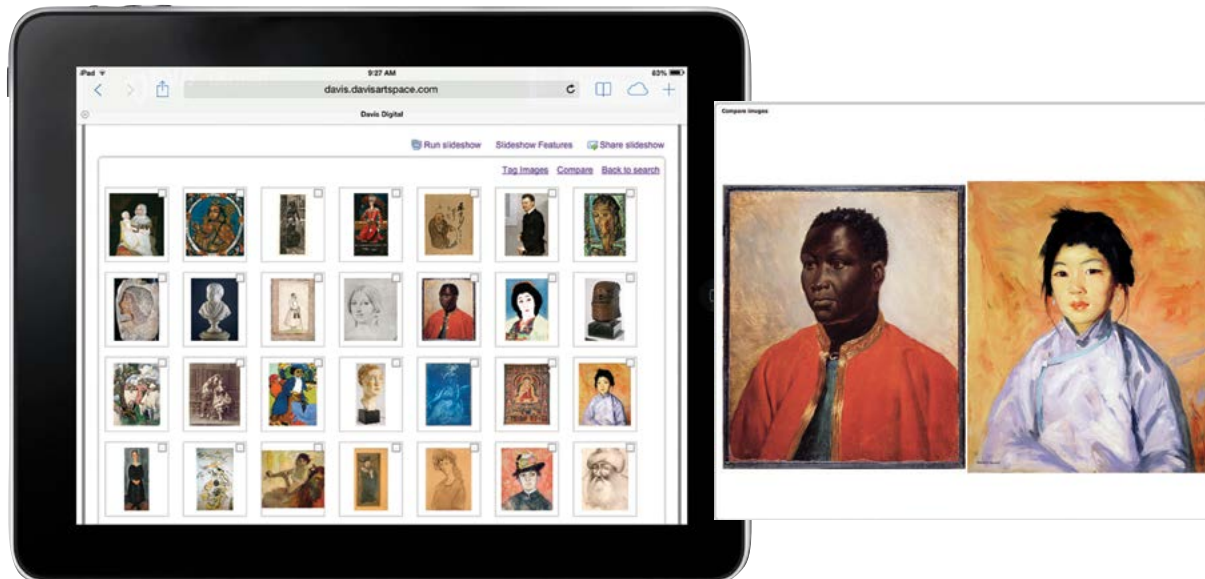 iPad
9:27 AM
83%
davis.davisartspace.com
Davis Digital
Run slideshow
Slideshow Features
Share slideshow
Tag Images
Compare
Back to search
Compare Images